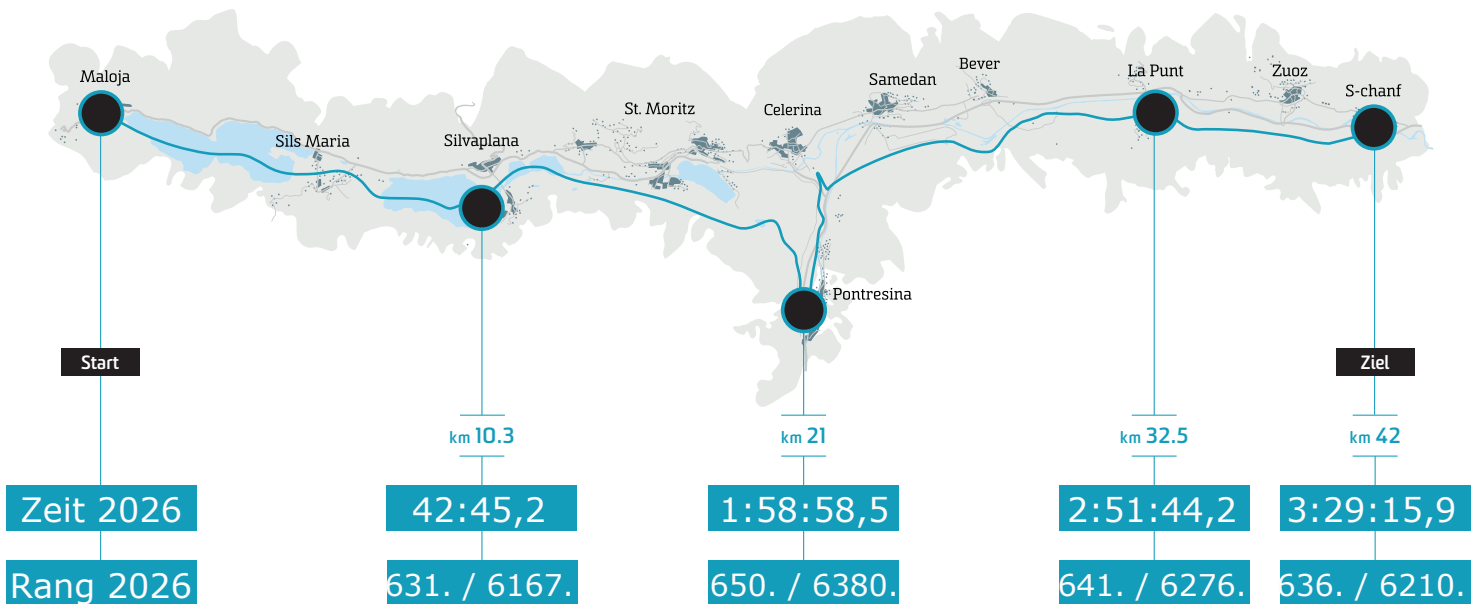 Maloja
Sils Maria
Silvaplana
St. Moritz
Celerina
Samedan
Bever
La Punt
Zuoz
S-chanf
Pontresina
Start
Ziel
km 10.3
km 21
km 32.5
km 42
Zeit 2026
42:45,2
1:58:58,5
2:51:44,2
3:29:15,9
Rang 2026
631. / 6167.
650. / 6380.
641. / 6276.
636. / 6210.